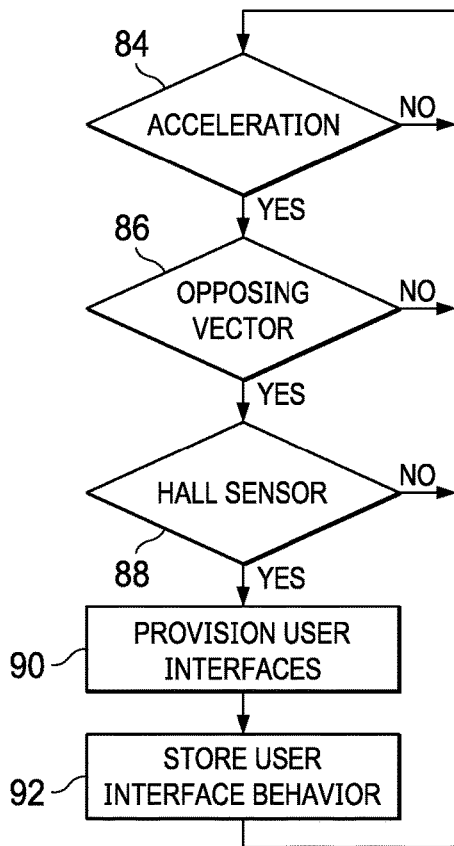 84
ACCELERATION
NO
YES
86
OPPOSING
VECTOR
NO
YES
HALL SENSOR
NO
88
YES
PROVISION USER
INTERFACES
90
STORE USER
INTERFACE BEHAVIOR
92